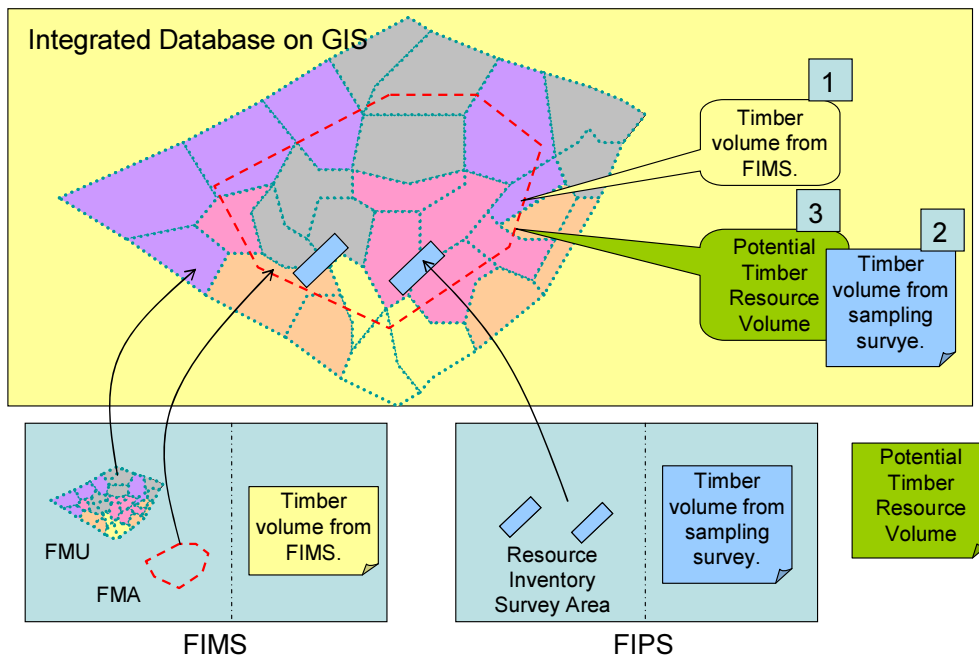 Integrated Database on GIS
1
Timber
volume from
FIMS.
3
Potential
Timber
Resource
Volume
2
Timber
volume from
sampling
survye.
FMU
FMA
Timber
volume from
FIMS.
FIMS
Resource
Inventory
Survey Area
Timber
volume from
sampling
survey.
FIPS
Potential
Timber
Resource
Volume